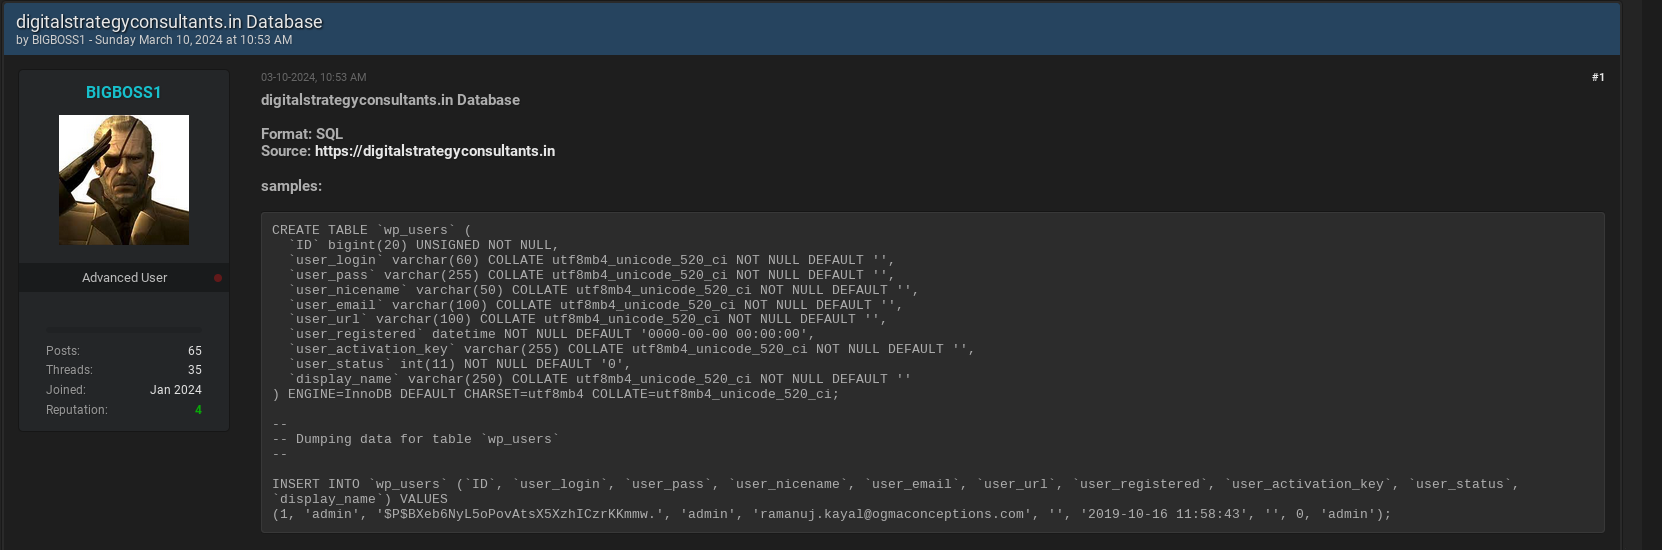 digitalstrategyconsultants.in Database
by BIGBOSS1 - Sunday March 10, 2024 at 10:53 AM
BIGBOSS1
Advanced User
Posts: 65
Threads: 35
Joined: Jan 2024
Reputation: 4
03-10-2024, 10:53 AM #1
digitalstrategyconsultants.in Database
Format: SQL
Source: https://digitalstrategyconsultants.in
samples:
CREATE TABLE `wp_users` (
`ID` bigint(20) UNSIGNED NOT NULL,
`user_login` varchar(60) COLLATE utf8mb4_unicode_520_ci NOT NULL DEFAULT '',
`user_pass` varchar(255) COLLATE utf8mb4_unicode_520_ci NOT NULL DEFAULT '',
`user_nicename` varchar(50) COLLATE utf8mb4_unicode_520_ci NOT NULL DEFAULT '',
`user_email` varchar(100) COLLATE utf8mb4_unicode_520_ci NOT NULL DEFAULT '',
`user_url` varchar(100) COLLATE utf8mb4_unicode_520_ci NOT NULL DEFAULT '',
`user_registered` datetime NOT NULL DEFAULT '0000-00-00 00:00:00',
`user_activation_key` varchar(255) COLLATE utf8mb4_unicode_520_ci NOT NULL DEFAULT '',
`user_status` int(11) NOT NULL DEFAULT '0',
`display_name` varchar(250) COLLATE utf8mb4_unicode_520_ci NOT NULL DEFAULT ''
) ENGINE=InnoDB DEFAULT CHARSET=utf8mb4 COLLATE=utf8mb4_unicode_520_ci;
--
-- Dumping data for table `wp_users`
--
INSERT INTO `wp_users` (`ID`, `user_login`, `user_pass`, `user_nicename`, `user_email`, `user_url`, `user_registered`, `user_activation_key`, `user_status`,
`display_name`) VALUES
(1, 'admin', '$P$BXeb6NyL5oPovAtsX5XzhICzrKKmmw.', 'admin', 'ramanuj.kayal@ogmaconceptions.com', '', '2019-10-16 11:58:43', '', 0, 'admin');